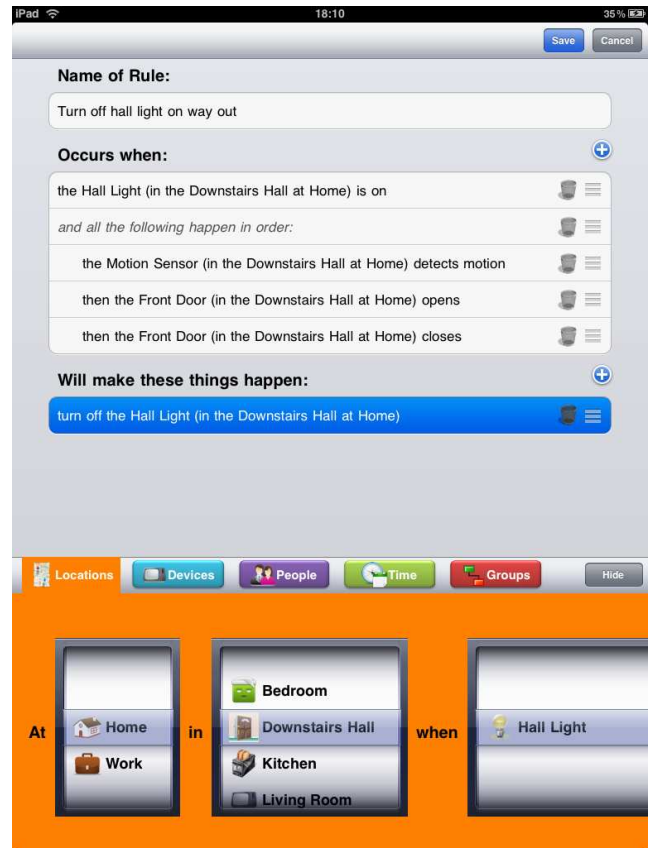 iPad 18:10 35%
Save Cancel
Name of Rule:
Turn off hall light on way out
Occurs when:
the Hall Light (in the Downstairs Hall at Home) is on
and all the following happen in order:
the Motion Sensor (in the Downstairs Hall at Home) detects motion
then the Front Door (in the Downstairs Hall at Home) opens
then the Front Door (in the Downstairs Hall at Home) closes
Will make these things happen:
turn off the Hall Light (in the Downstairs Hall at Home)
Locations Devices People Time Groups Hide
Bedroom
At Home in Downstairs Hall when Hall Light
Work Kitchen
Living Room